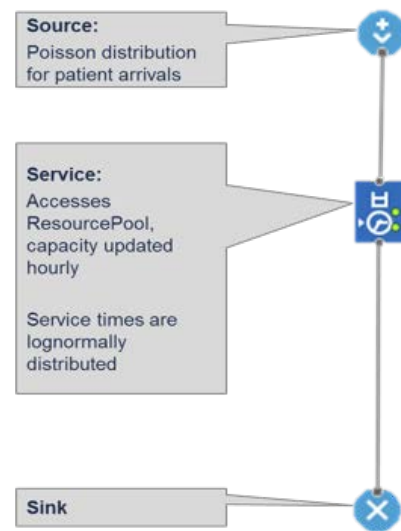 Source:
Poisson distribution
for patient arrivals
Service:
Accesses
ResourcePool,
capacity updated
hourly
Service times are
lognormally
distributed
Sink